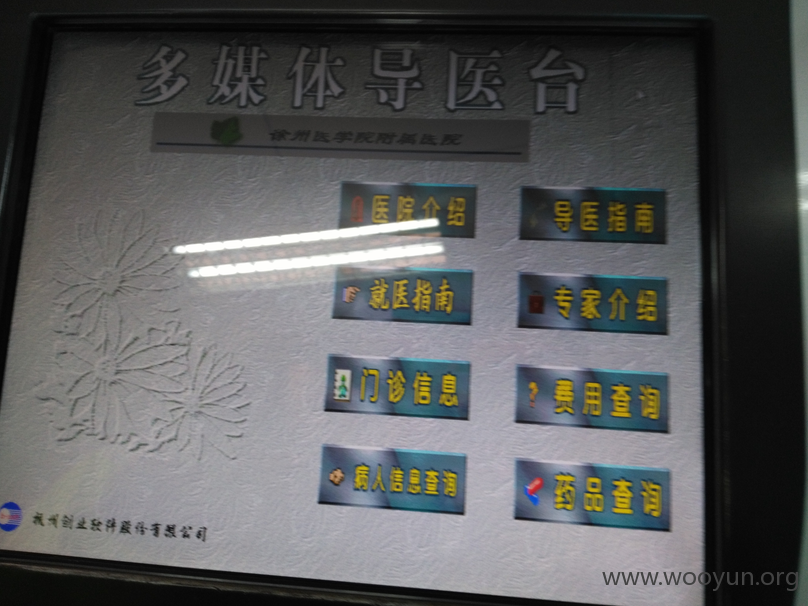 多媒体导医台
徐州医学院附属医院
医院介绍
导医指南
就医指南
专家介绍
门诊信息
费用查询
病人信息查询
药品查询
杭州创业软件股份有限公司
www.wooyun.org